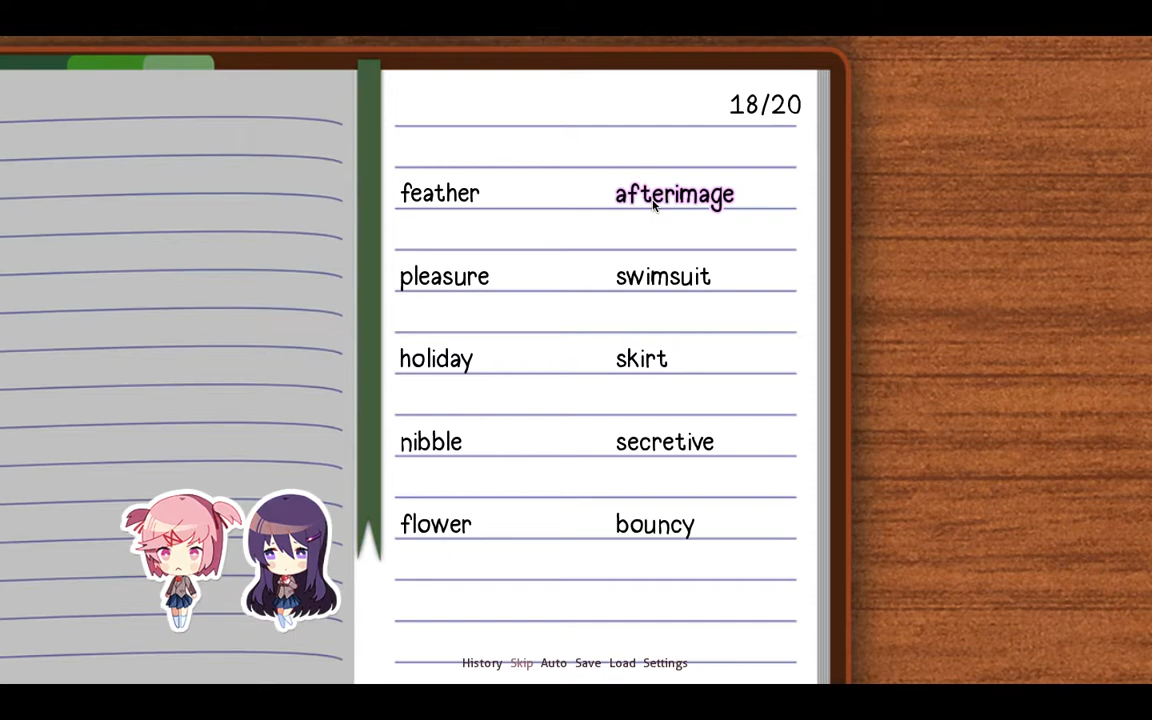 18/20
feather afterimage
pleasure swimsuit
holiday skirt
nibble secretive
flower bouncy
History Skip Auto Save Load Settings